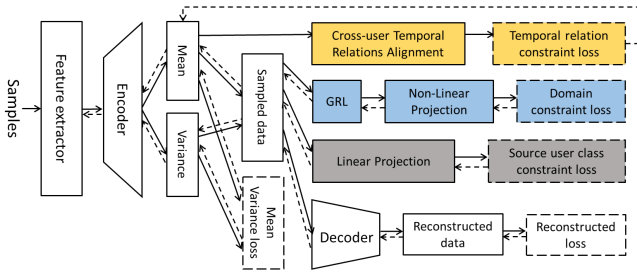 Samples
Feature extractor
Encoder
Mean
Variance
Sampled data
Mean
Variance loss
Cross-user Temporal
Relations Alignment
Temporal relation
constraint loss
GRL
Non-Linear
Projection
Domain
constraint loss
Linear Projection
Source user class
constraint loss
Decoder
Reconstructed
data
Reconstructed
loss